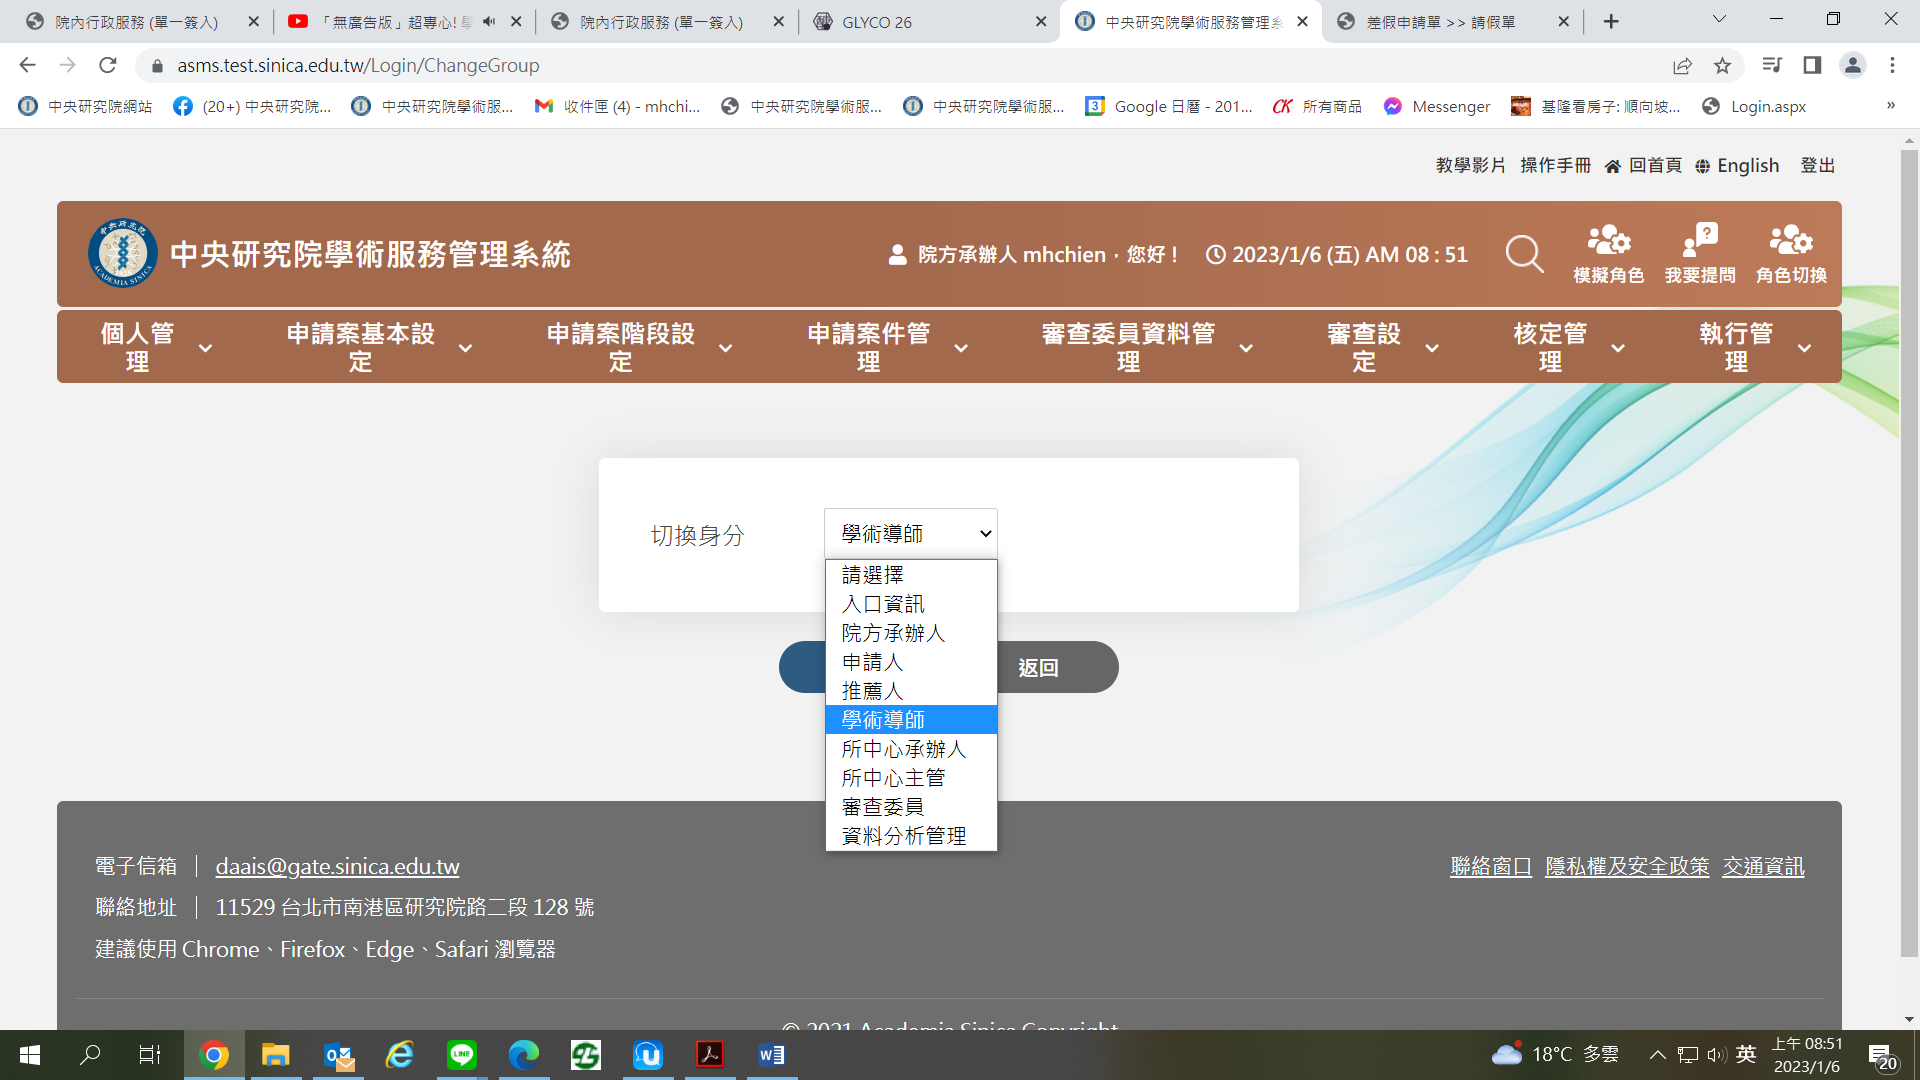 院內行政服務 (單一簽入)
「無廣告版」超專心!
院內行政服務 (單一簽入)
GLYCO 26
中央研究院學術服務管理系
差假申請單 >> 請假單
asms.test.sinica.edu.tw/Login/ChangeGroup
中央研究院網站
(20+) 中央研究院...
中央研究院學術服...
收件匣 (4) - mhchi...
中央研究院學術服...
中央研究院學術服...
3
Google 日曆 - 201...
CK 所有商品
Messenger
基隆看房子: 順向坡...
Login.aspx
»
教學影片 操作手冊 回首頁 English 登出
中央研究院學術服務管理系統
院方承辦人 mhchien，您好！
2023/1/6 (五) AM 08 : 51
模擬角色
我要提問
角色切換
個人管理
申請案基本設定
申請案階段設定
申請案件管理
審查委員資料管理
審查設定
核定管理
執行管理
切換身分
學術導師
請選擇
入口資訊
院方承辦人
申請人
推薦人
學術導師
所中心承辦人
所中心主管
審查委員
資料分析管理
返回
電子信箱 | daais@gate.sinica.edu.tw
聯絡窗口 隱私權及安全政策 交通資訊
聯絡地址 | 11529 台北市南港區研究院路二段 128 號
建議使用 Chrome、Firefox、Edge、Safari 瀏覽器
© 2021 Academia Sinica Copyright
18°C 多雲
英
上午 08:51
2023/1/6
20